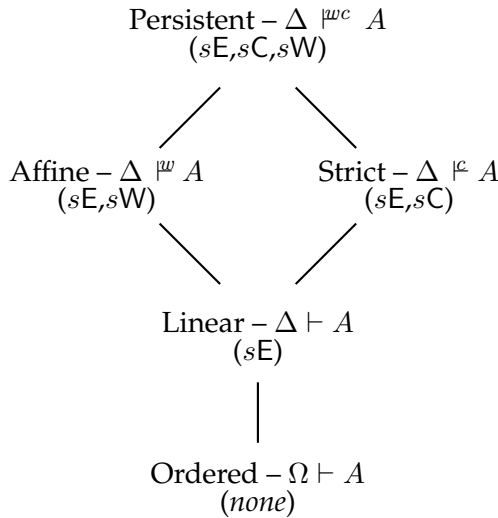 Persistent – Δ ⊢ʷᶜ A
(sE,sC,sW)
Affine – Δ ⊢ʷ A
(sE,sW)
Strict – Δ ⊢ᶜ A
(sE,sC)
Linear – Δ ⊢ A
(sE)
Ordered – Ω ⊢ A
(none)